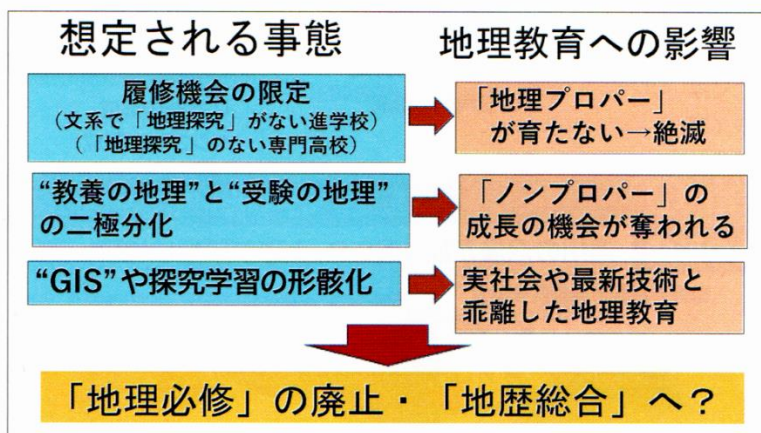 想定される事態
地理教育への影響
履修機会の限定
（文系で「地理探究」がない進学校）
（「地理探究」のない専門高校）
「地理プロパー」
が育たない→絶滅
“教養の地理”と“受験の地理”
の二極分化
「ノンプロパー」の
成長の機会が奪われる
“GIS”や探究学習の形骸化
実社会や最新技術と
乖離した地理教育
「地理必修」の廃止・「地歴総合」へ？